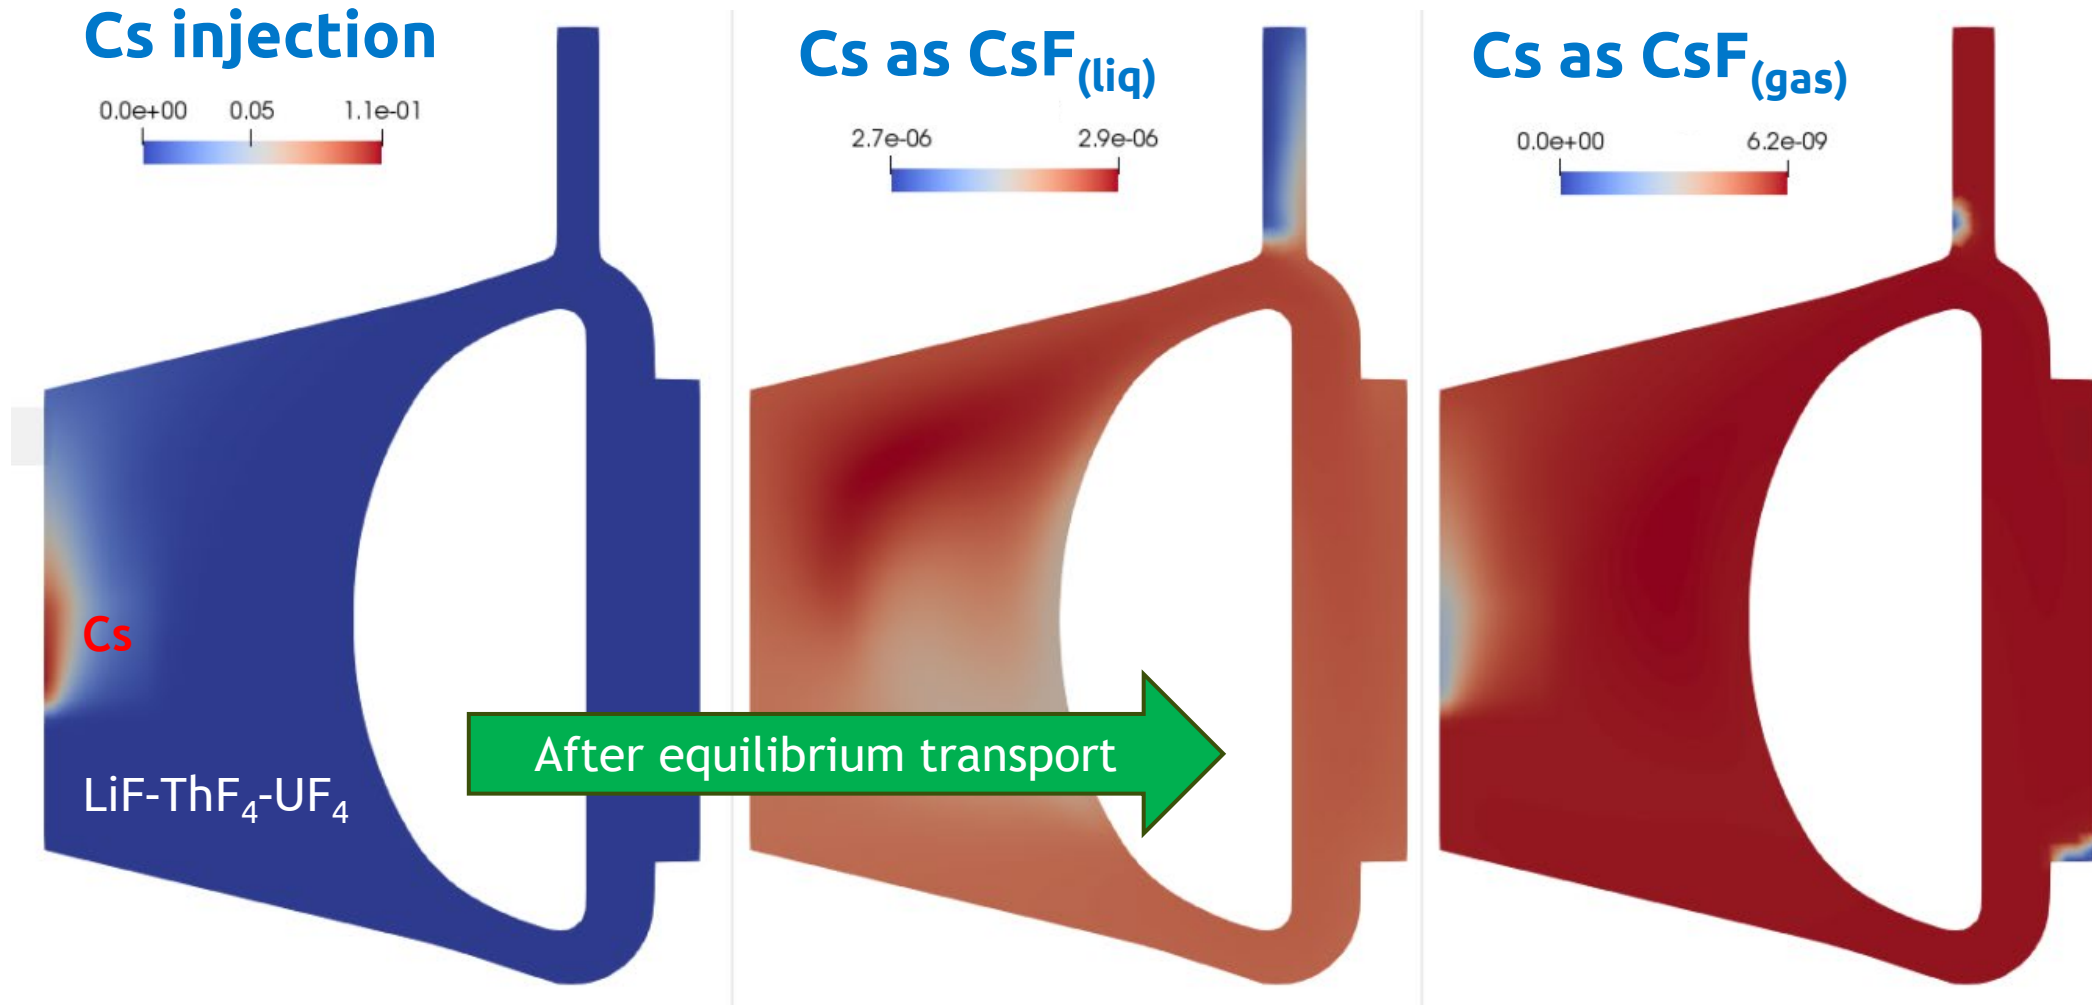 Cs injection
0.0e+00 0.05 1.1e-01
Cs
LiF-ThF₄-UF₄
Cs as CsF₍liq₎
2.7e-06 2.9e-06
After equilibrium transport
Cs as CsF₍gas₎
0.0e+00 6.2e-09